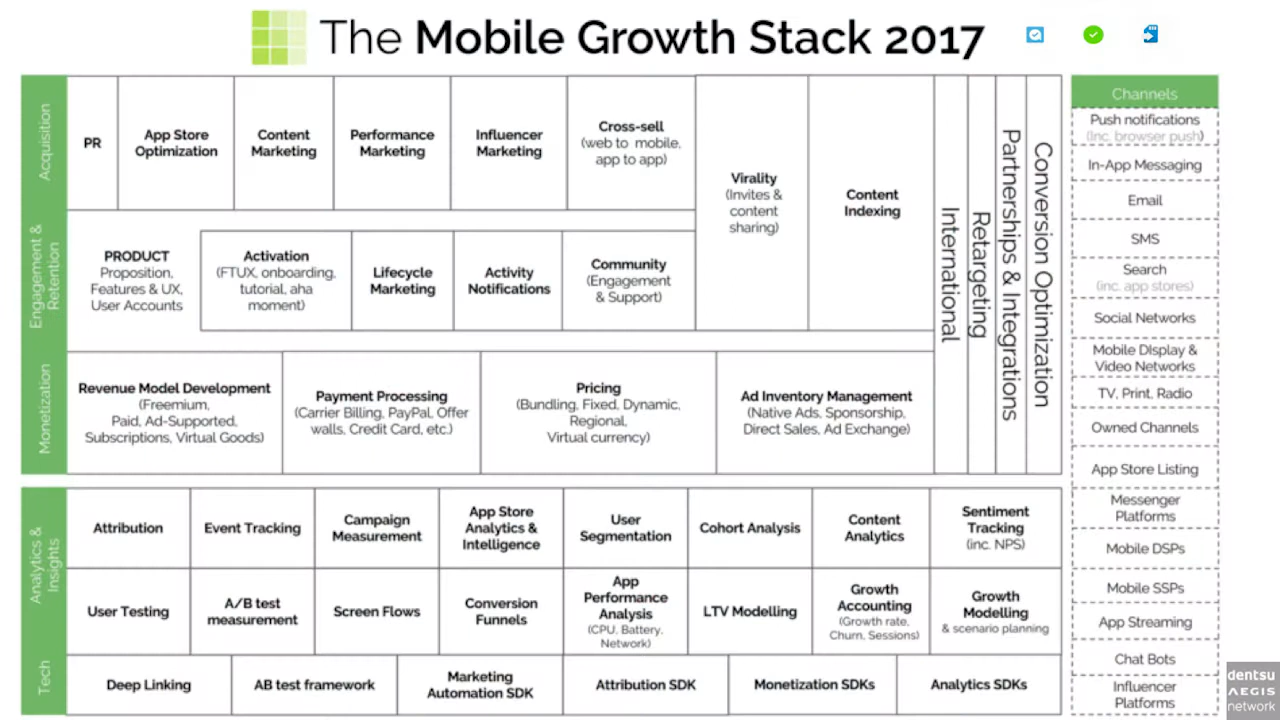 The Mobile Growth Stack 2017
Acquisition
PR
App Store
Optimization
Content
Marketing
Performance
Marketing
Influencer
Marketing
Cross-sell
(web to mobile,
app to app)
Virality
(Invites &
content
sharing)
Content
Indexing
International
Retargeting
Partnerships & Integrations
Conversion Optimization
Engagement &
Retention
PRODUCT
Proposition,
Features & UX,
User Accounts
Activation
(FTUX, onboarding,
tutorial, aha
moment)
Lifecycle
Marketing
Activity
Notifications
Community
(Engagement
& Support)
Monetization
Revenue Model Development
(Freemium,
Paid, Ad-Supported,
Subscriptions, Virtual Goods)
Payment Processing
(Carrier Billing, PayPal, Offer
walls, Credit Card, etc.)
Pricing
(Bundling, Fixed, Dynamic,
Regional,
Virtual currency)
Ad Inventory Management
(Native Ads, Sponsorship,
Direct Sales, Ad Exchange)
Analytics &
Insights
Attribution
Event Tracking
Campaign
Measurement
App Store
Analytics &
Intelligence
User
Segmentation
Cohort Analysis
Content
Analytics
Sentiment
Tracking
(inc. NPS)
User Testing
A/B test
measurement
Screen Flows
Conversion
Funnels
App
Performance
Analysis
(CPU, Battery,
Network)
LTV Modelling
Growth
Accounting
(Growth rate,
Churn, Sessions)
Growth
Modelling
& scenario planning
Tech
Deep Linking
AB test framework
Marketing
Automation SDK
Attribution SDK
Monetization SDKs
Analytics SDKs
Channels
Push notifications
(Inc. browser push)
In-App Messaging
Email
SMS
Search
(inc. app stores)
Social Networks
Mobile DIsplay &
Video Networks
TV, Print, Radio
Owned Channels
App Store Listing
Messenger
Platforms
Mobile DSPs
Mobile SSPs
App Streaming
Chat Bots
Influencer
Platforms
dentsu
AEGIS
network